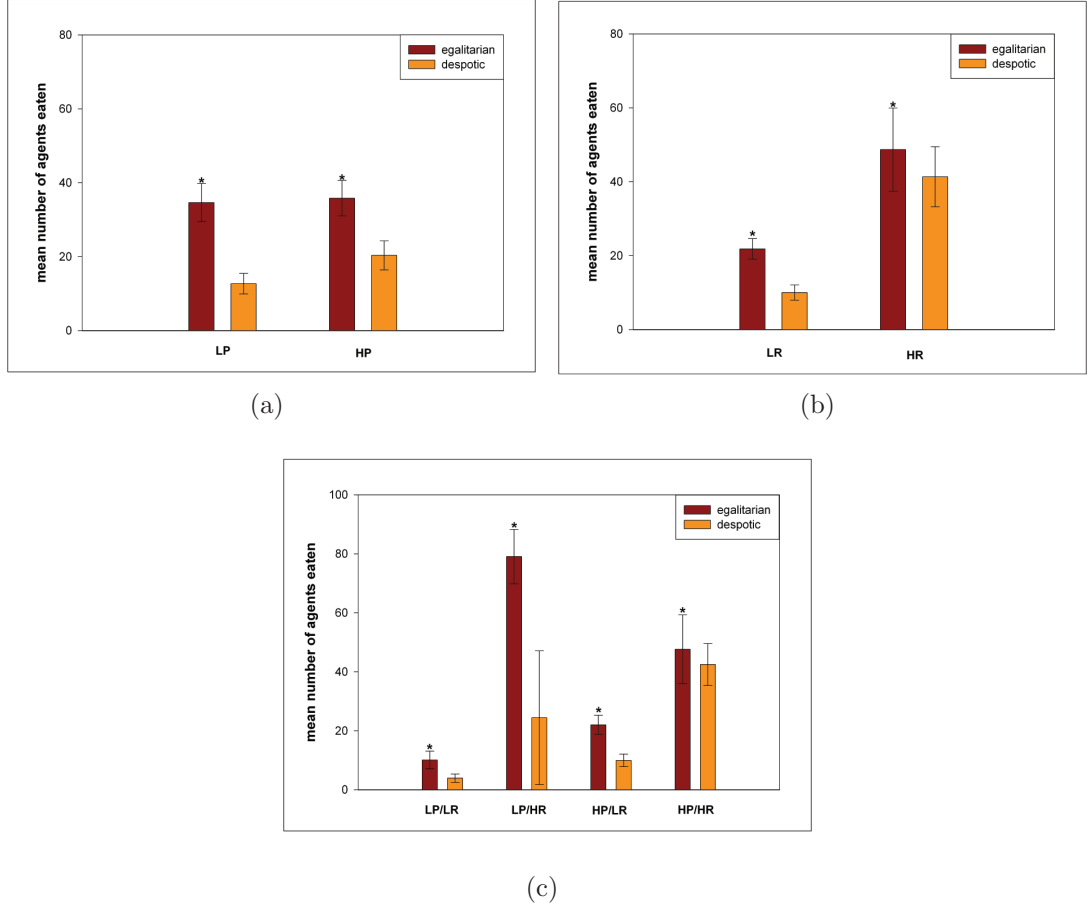 80
60
40
20
0
mean number of agents eaten
egalitarian
despotic
*
*
LP
HP
(a)
80
60
40
20
0
mean number of agents eaten
egalitarian
despotic
*
*
LR
HR
(b)
100
80
60
40
20
0
mean number of agents eaten
egalitarian
despotic
*
*
*
*
LP/LR
LP/HR
HP/LR
HP/HR
(c)